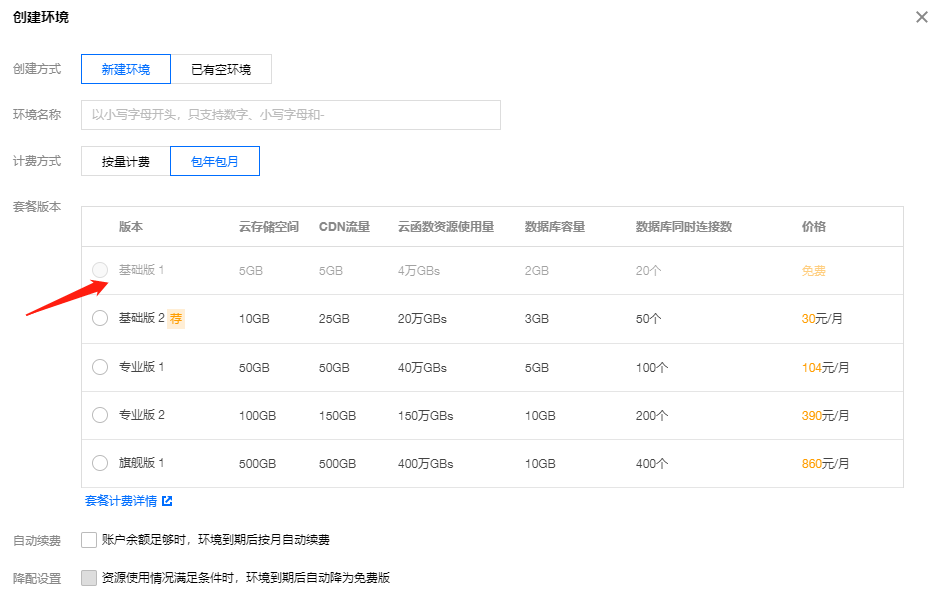 创建环境
创建方式 新建环境 已有空环境
环境名称 以小写字母开头，只支持数字、小写字母和-
计费方式 按量计费 包年包月
套餐版本
版本 云存储空间 CDN流量 云函数资源使用量 数据库容量 数据库同时连接数 价格
基础版 1 5GB 5GB 4万GBs 2GB 20个 免费
基础版 2 荐 10GB 25GB 20万GBs 3GB 50个 30元/月
专业版 1 50GB 50GB 40万GBs 5GB 100个 104元/月
专业版 2 100GB 150GB 150万GBs 10GB 200个 390元/月
旗舰版 1 500GB 500GB 400万GBs 10GB 400个 860元/月
套餐计费详情
自动续费 账户余额足够时，环境到期后按月自动续费
降配设置 资源使用情况满足条件时，环境到期后自动降为免费版